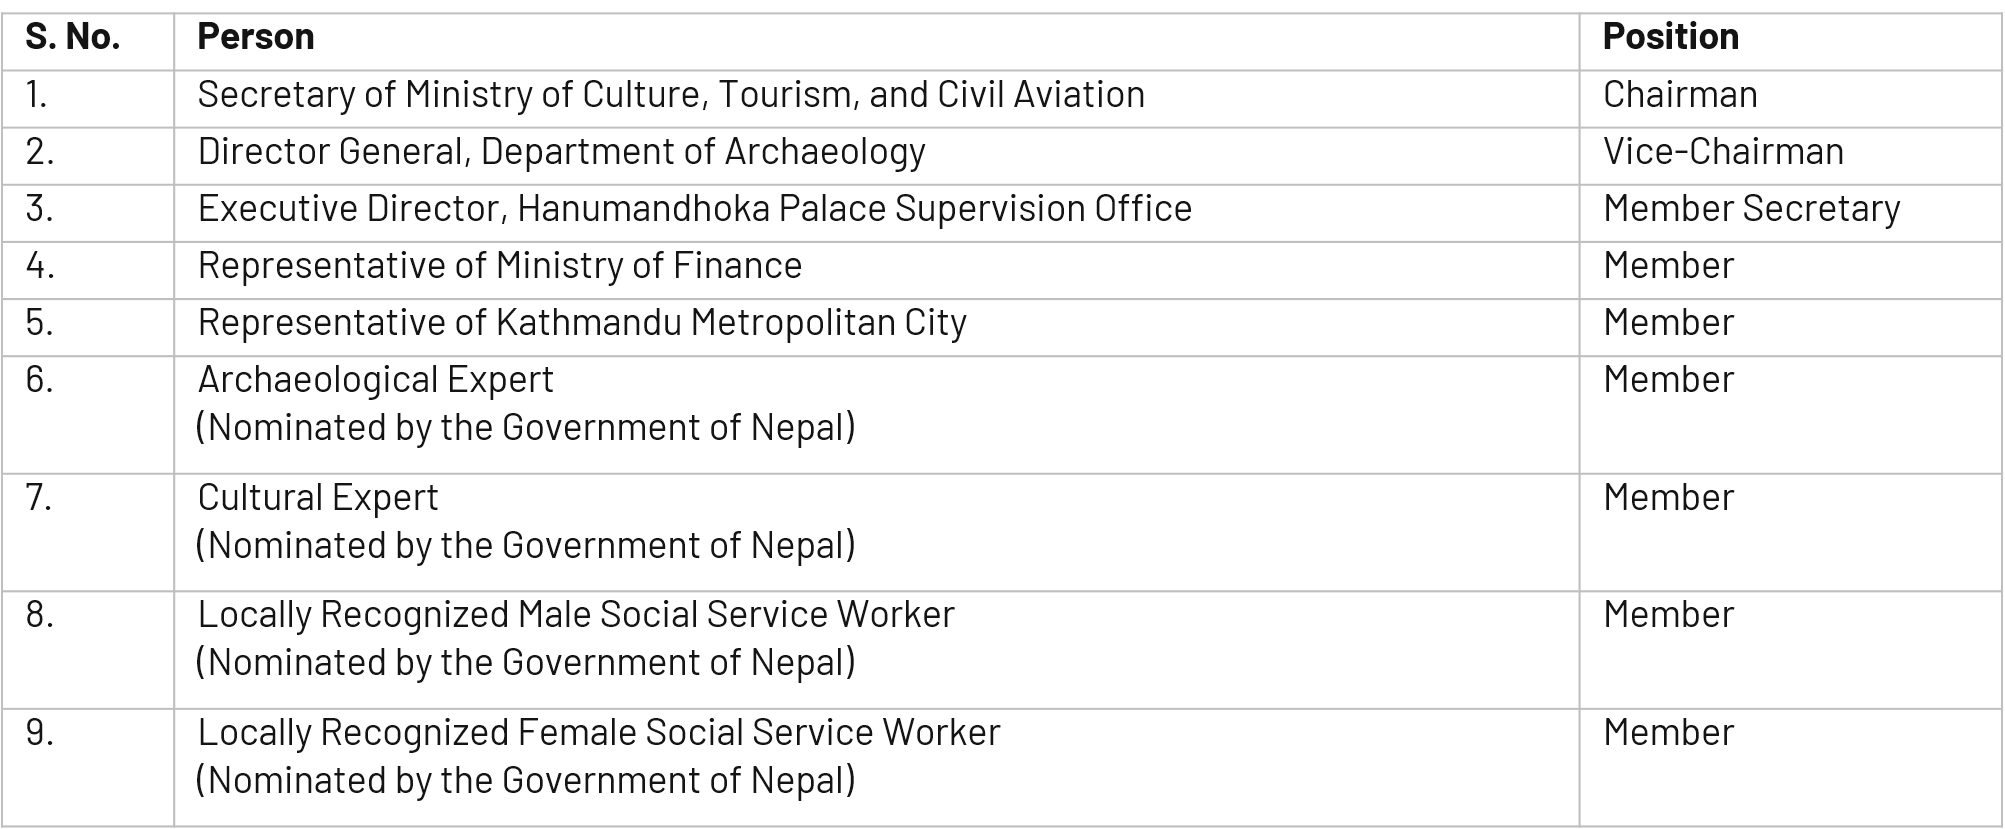 S. No. Person Position
1. Secretary of Ministry of Culture, Tourism, and Civil Aviation Chairman
2. Director General, Department of Archaeology Vice-Chairman
3. Executive Director, Hanumandhoka Palace Supervision Office Member Secretary
4. Representative of Ministry of Finance Member
5. Representative of Kathmandu Metropolitan City Member
6. Archaeological Expert Member
(Nominated by the Government of Nepal)
7. Cultural Expert Member
(Nominated by the Government of Nepal)
8. Locally Recognized Male Social Service Worker Member
(Nominated by the Government of Nepal)
9. Locally Recognized Female Social Service Worker Member
(Nominated by the Government of Nepal)